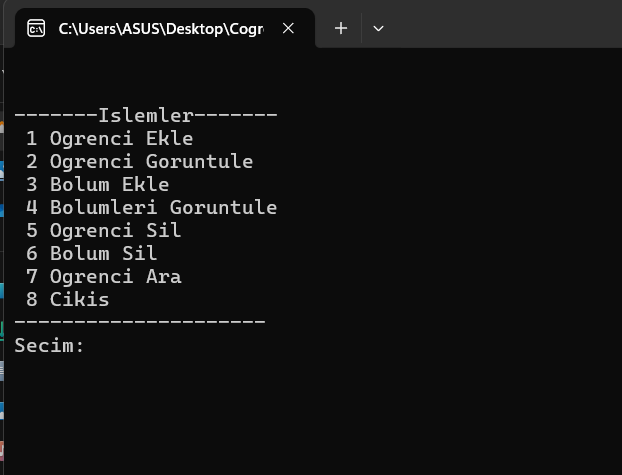 C:\Users\ASUS\Desktop\Cogr
-------Islemler-------
1 Ogrenci Ekle
2 Ogrenci Goruntule
3 Bolum Ekle
4 Bolumleri Goruntule
5 Ogrenci Sil
6 Bolum Sil
7 Ogrenci Ara
8 Cikis
---------------------
Secim: